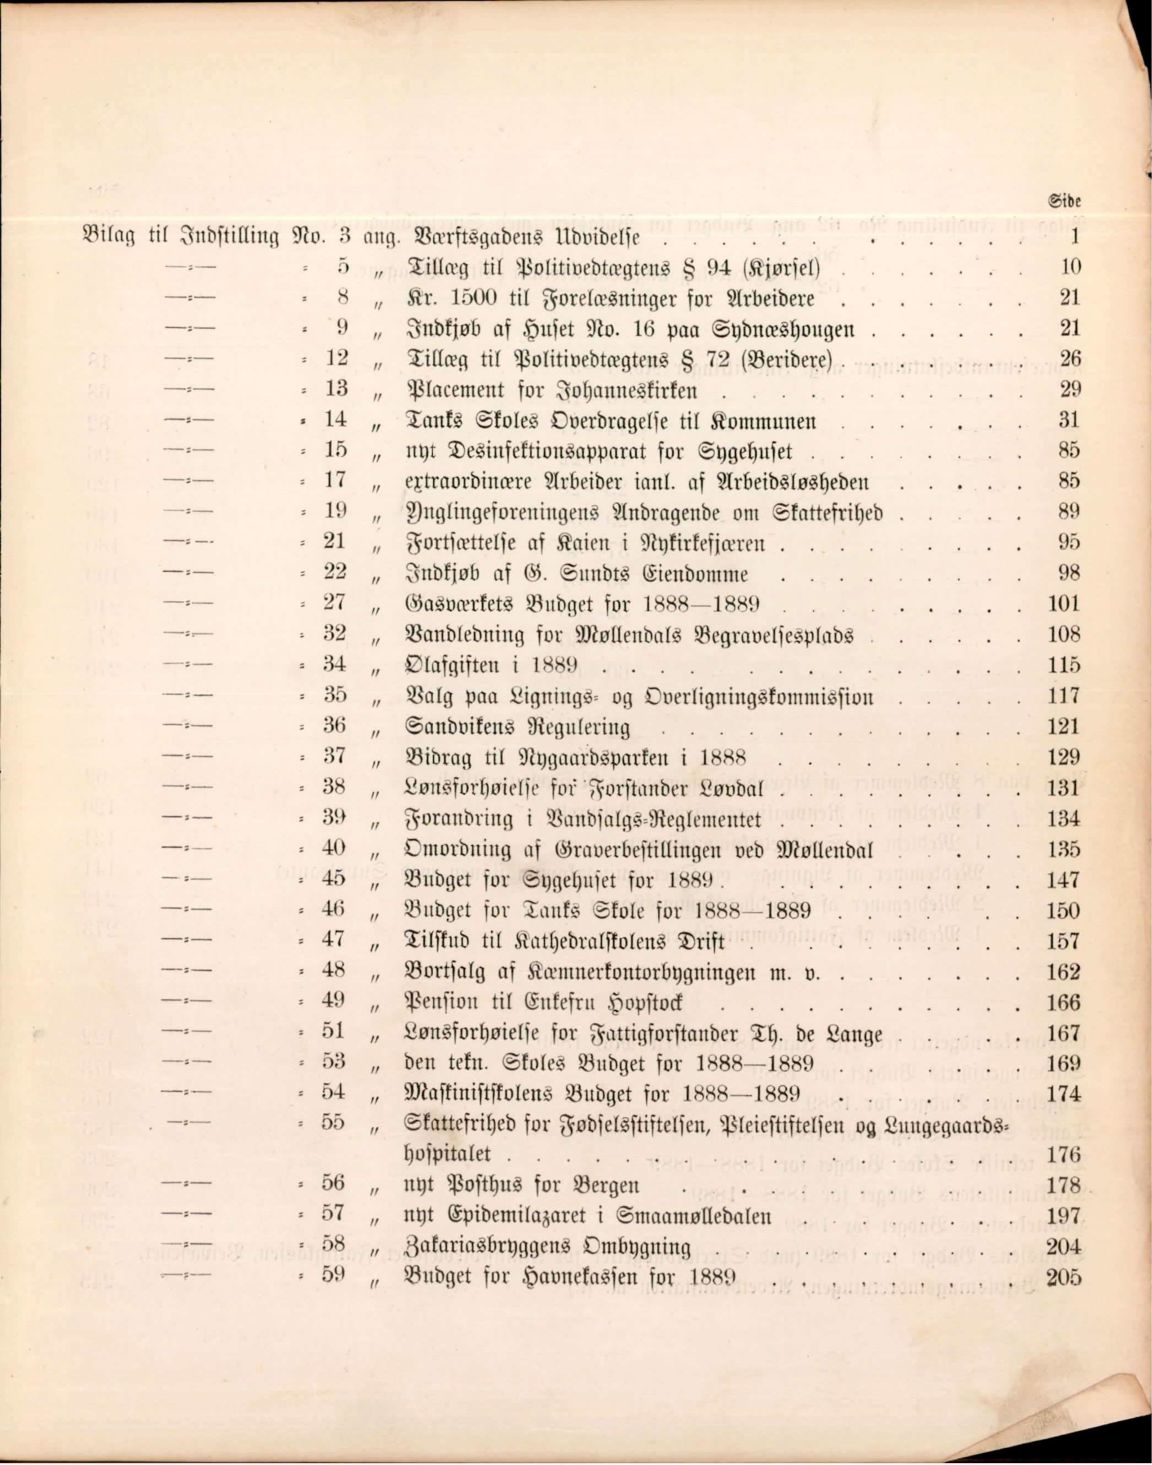 Side
Bilag til Indstilling No. 3 ang. Værftsgadens Udvidelse . . . . . . . . . . . . 1
—:— : 5 „ Tillæg til Politivedtægtens § 94 (Kjørsel) . . . . . . . 10
—:— : 8 „ Kr. 1500 til Forelæsninger for Arbeidere . . . . . . . 21
—:— : 9 „ Indkjøb af Huset No. 16 paa Sydnæshougen . . . . . . 21
—:— : 12 „ Tillæg til Politivedtægtens § 72 (Beridere) . . . . . . . 26
—:— : 13 „ Placement for Johanneskirken . . . . . . . . . . . 29
—:— : 14 „ Tanks Skoles Overdragelse til Kommunen . . . . . . . 31
—:— : 15 „ nyt Desinfektionsapparat for Sygehuset . . . . . . . . 85
—:— : 17 „ extraordinære Arbeider ianl. af Arbeidsløsheden . . . . . 85
—:— : 19 „ Ynglingeforeningens Andragende om Skattefrihed . . . . . 89
—:— : 21 „ Fortsættelse af Kaien i Nykirkefjæren . . . . . . . . . 95
—:— : 22 „ Indkjøb af G. Sundts Eiendomme . . . . . . . . . 98
—:— : 27 „ Gasværkets Budget for 1888—1889 . . . . . . . . . 101
—:— : 32 „ Vandledning for Møllendals Begravelsesplads . . . . . . 108
—:— : 34 „ Ølafgiften i 1889 . . . . . . . . . . . . . 115
—:— : 35 „ Valg paa Lignings- og Overligningskommission . . . . . 117
—:— : 36 „ Sandvikens Regulering . . . . . . . . . . . . . 121
—:— : 37 „ Bidrag til Nygaardsparken i 1888 . . . . . . . . . 129
—:— : 38 „ Lønsforhøielse for Forstander Løvdal . . . . . . . . . 131
—:— : 39 „ Forandring i Vandsalgs-Reglementet . . . . . . . . . 134
—:— : 40 „ Omordning af Graverbestillingen ved Møllendal . . . . . 135
—:— : 45 „ Budget for Sygehuset for 1889 . . . . . . . . . . 147
—:— : 46 „ Budget for Tanks Skole for 1888—1889 . . . . . . . 150
—:— : 47 „ Tilskud til Kathedralskolens Drift . . . . . . . . . . 157
—:— : 48 „ Bortsalg af Kæmnerkontorbygningen m. v. . . . . . . . 162
—:— : 49 „ Pension til Enkefru Hopstock . . . . . . . . . . . 166
—:— : 51 „ Lønsforhøielse for Fattigforstander Th. de Lange . . . . . 167
—:— : 53 „ den tekn. Skoles Budget for 1888—1889 . . . . . . . 169
—:— : 54 „ Maskinistskolens Budget for 1888—1889 . . . . . . . 174
—:— : 55 „ Skattefrihed for Fødselsstiftelsen, Pleiestiftelsen og Lungegaards-
hospitalet . . . . . . . . . . . . . . . . . . 176
—:— : 56 „ nyt Posthus for Bergen . . . . . . . . . . . . 178
—:— : 57 „ nyt Epidemilazaret i Smaamølledalen . . . . . . . . 197
—:— : 58 „ Zakariasbryggens Ombygning . . . . . . . . . . . 204
—:— : 59 „ Budget for Havnekassen for 1889 . . . . . . . . . 205